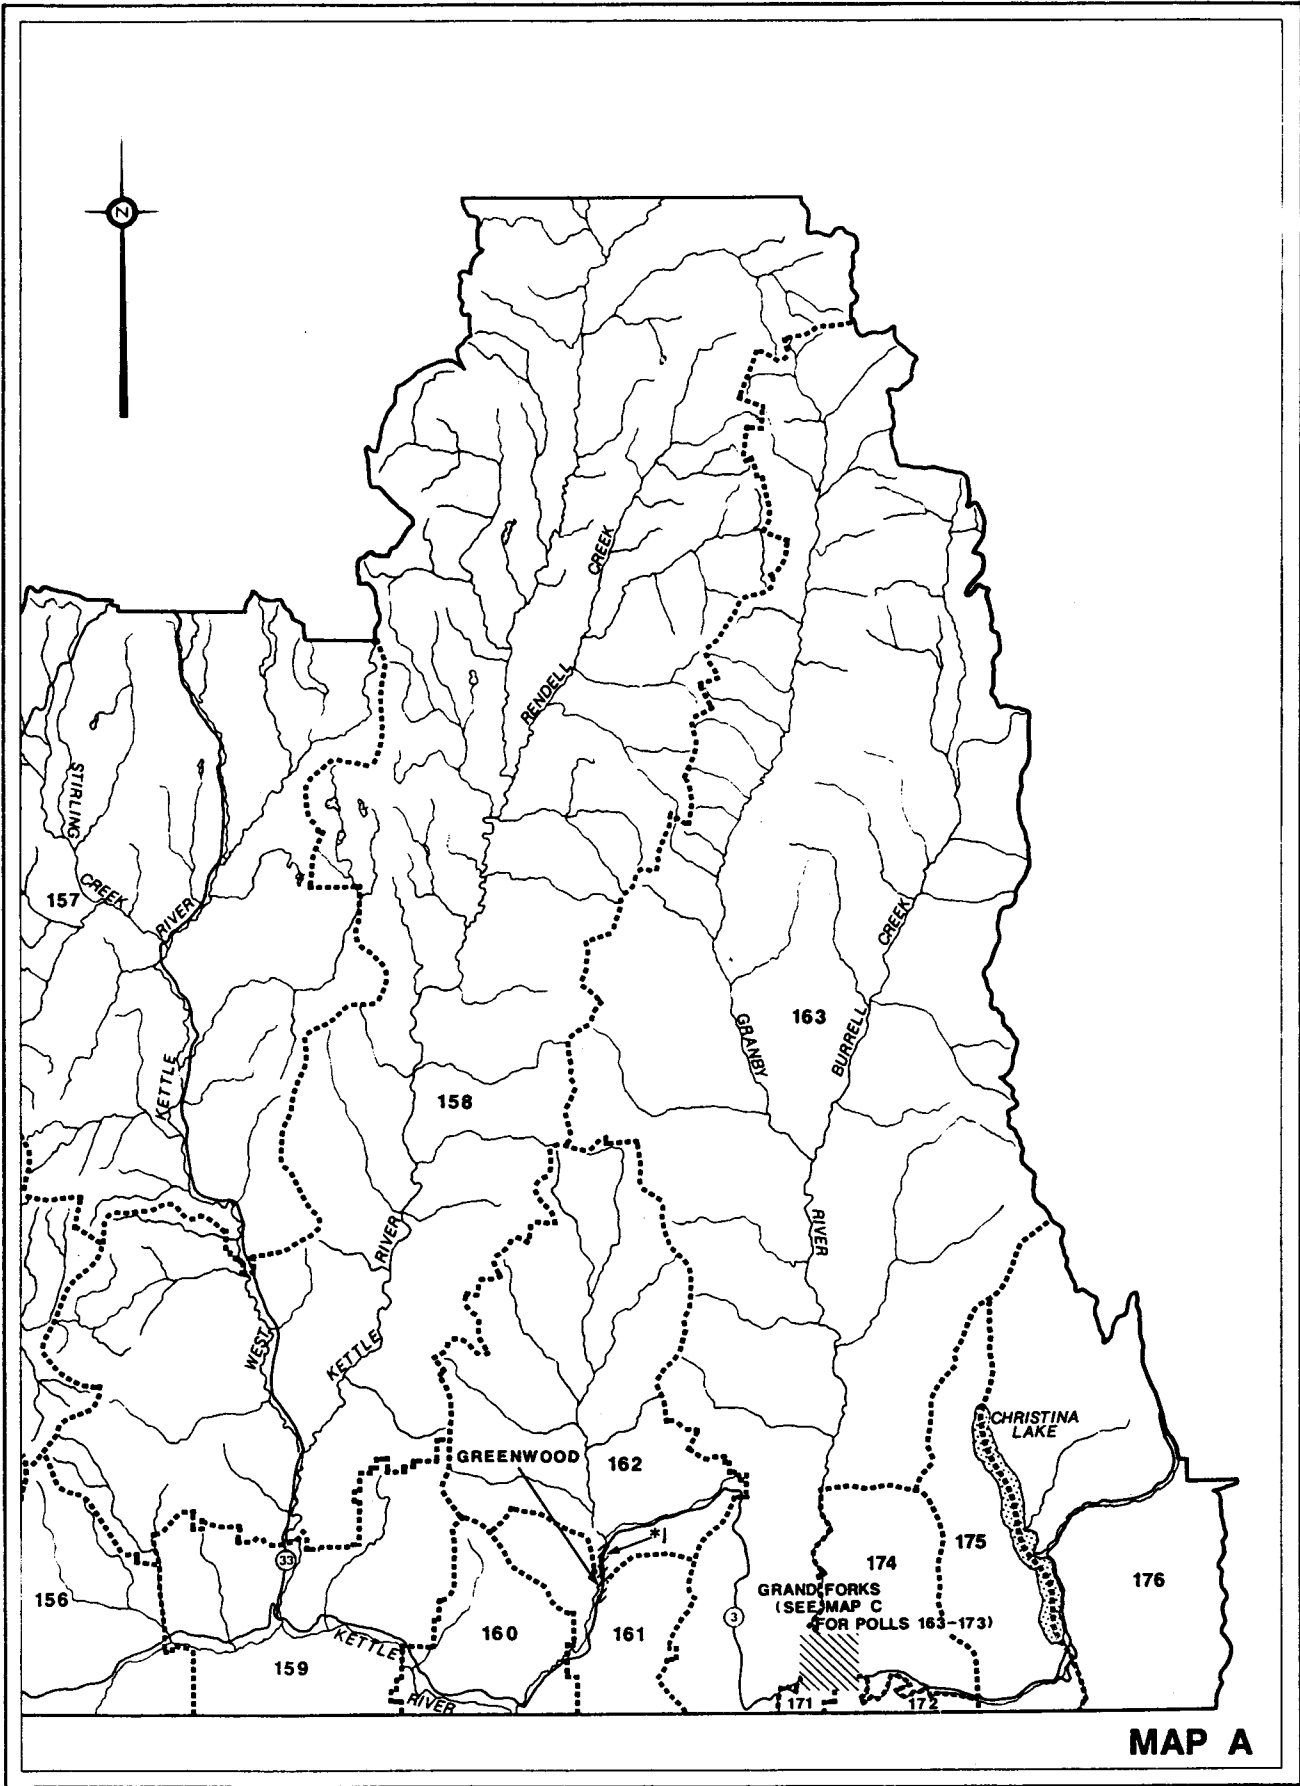 N
CREEK
RENDELL
STIRLING
CREEK
157
RIVER
CREEK
BURRELL
GRANBY
163
KETTLE
158
RIVER
RIVER
WEST
KETTLE
CHRISTINA
LAKE
GREENWOOD
162
*1
33
175
174
176
156
GRAND FORKS
(SEE MAP C
FOR POLLS 163-173)
3
160
161
KETTLE
159
RIVER
171
172
MAP A